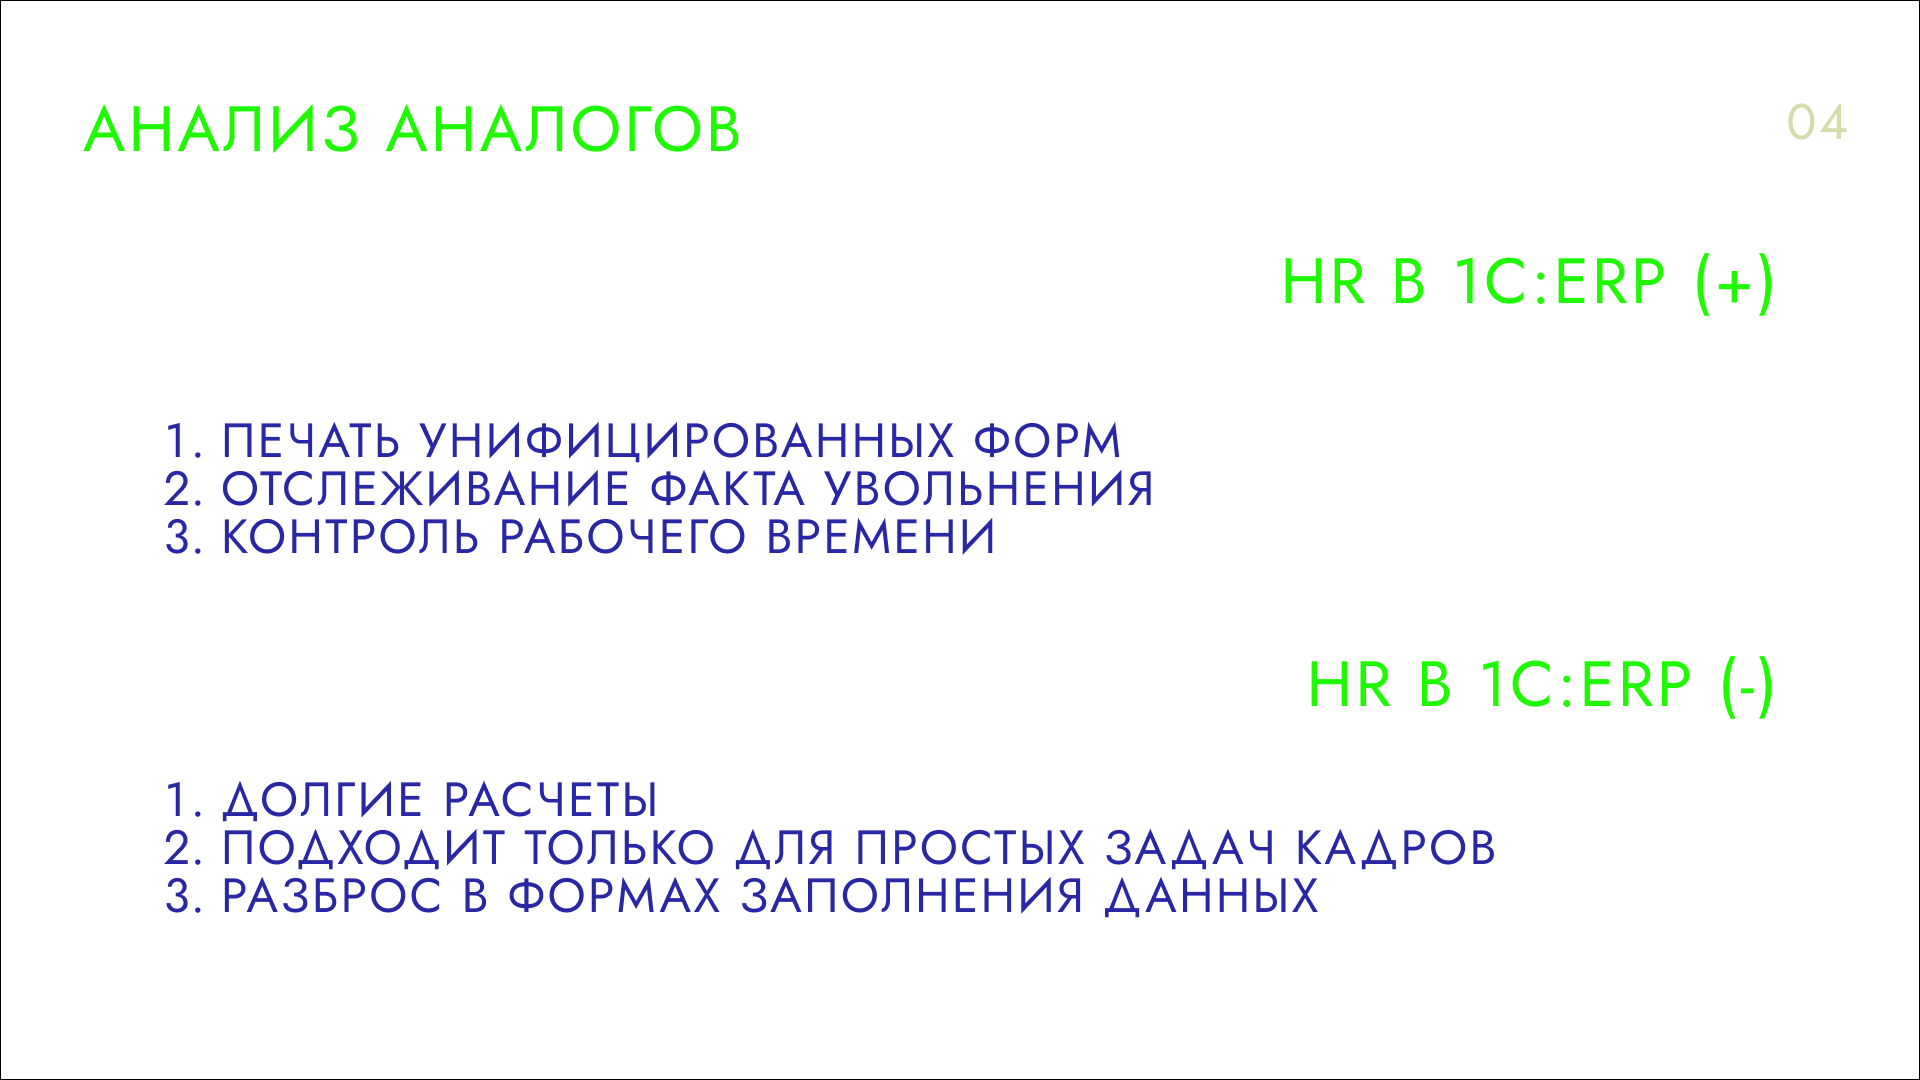 АНАЛИЗ АНАЛОГОВ
04
HR В 1С:ERP (+)
1. ПЕЧАТЬ УНИФИЦИРОВАННЫХ ФОРМ
2. ОТСЛЕЖИВАНИЕ ФАКТА УВОЛЬНЕНИЯ
3. КОНТРОЛЬ РАБОЧЕГО ВРЕМЕНИ
HR В 1С:ERP (-)
1. ДОЛГИЕ РАСЧЕТЫ
2. ПОДХОДИТ ТОЛЬКО ДЛЯ ПРОСТЫХ ЗАДАЧ КАДРОВ
3. РАЗБРОС В ФОРМАХ ЗАПОЛНЕНИЯ ДАННЫХ